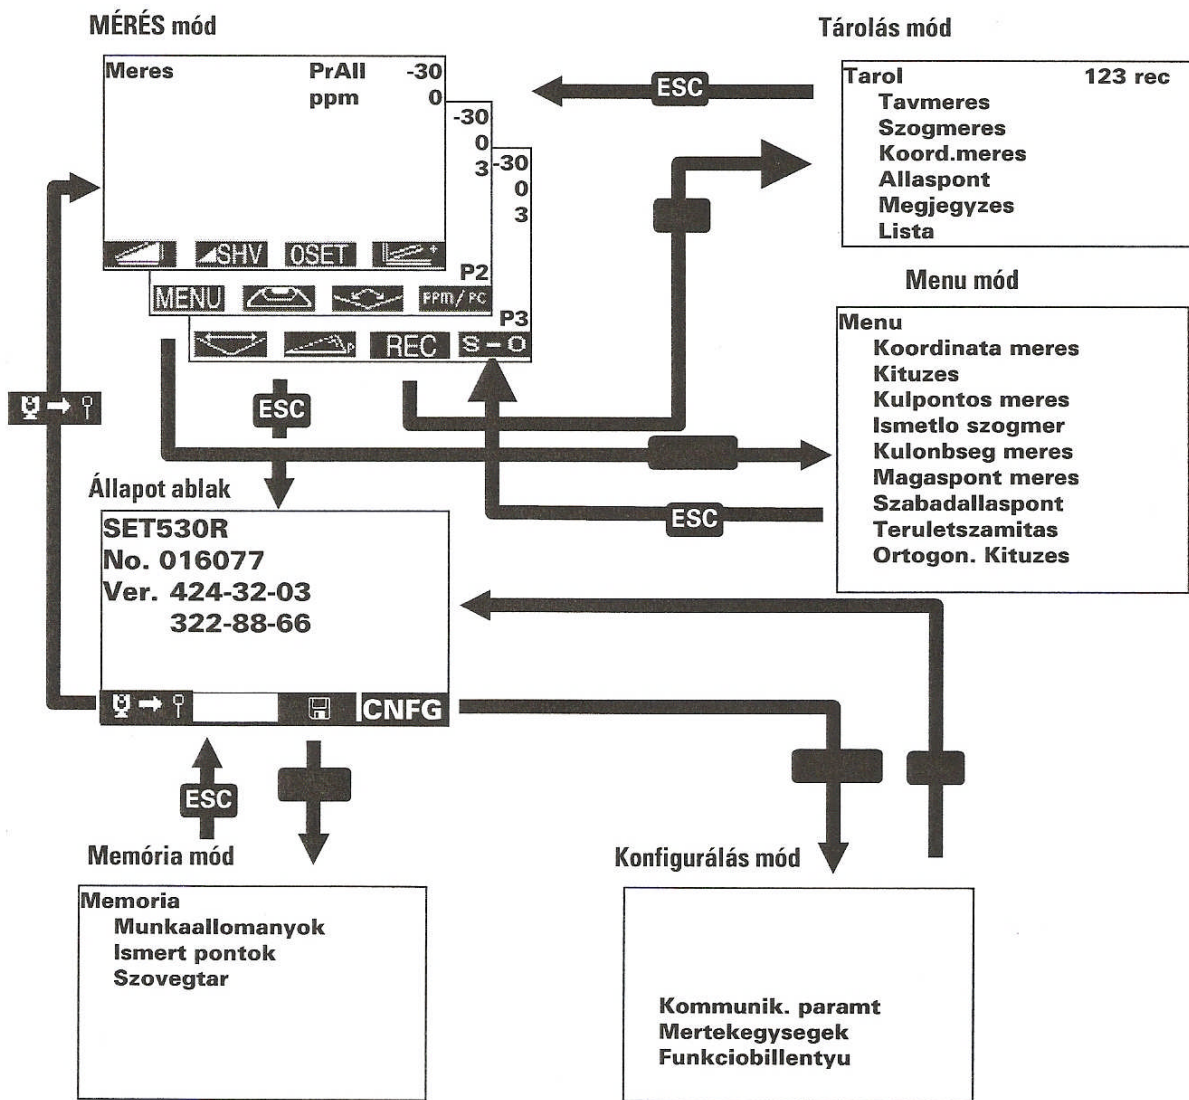 MÉRÉS mód
Meres PrAll -30
ppm 0
-30
0
3
-30
0
3
◢SHV 0SET
P2
MENU PPm/PC
P3
REC S-O
ESC
Tárolás mód
Tarol 123 rec
Tavmeres
Szogmeres
Koord.meres
Allaspont
Megjegyzes
Lista
Menu mód
Menu
Koordinata meres
Kituzes
Kulpontos meres
Ismetlo szogmer
Kulonbseg meres
Magaspont meres
Szabadallaspont
Teruletszamitas
Ortogon. Kituzes
ESC
ESC
Állapot ablak
SET530R
No. 016077
Ver. 424-32-03
322-88-66
CNFG
ESC
Memória mód
Memoria
Munkaallomanyok
Ismert pontok
Szovegtar
Konfigurálás mód
Kommunik. paramt
Mertekegysegek
Funkciobillentyu